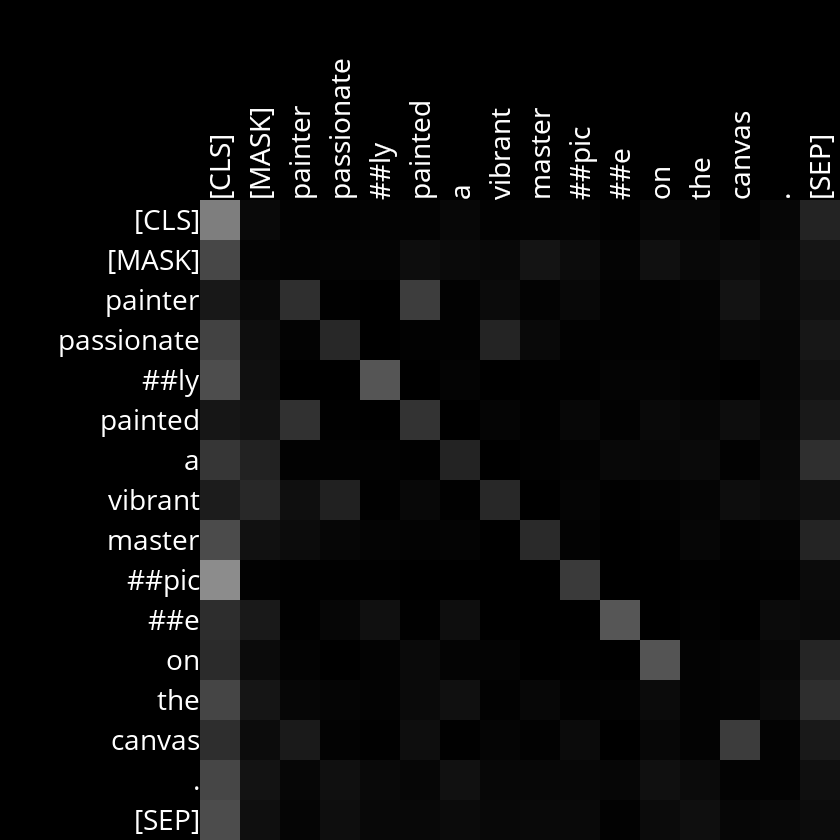 [CLS] [MASK] painter passionate ##ly painted a vibrant master ##pic ##e on the canvas . [SEP]
[CLS]
[MASK]
painter
passionate
##ly
painted
a
vibrant
master
##pic
##e
on
the
canvas
.
[SEP]